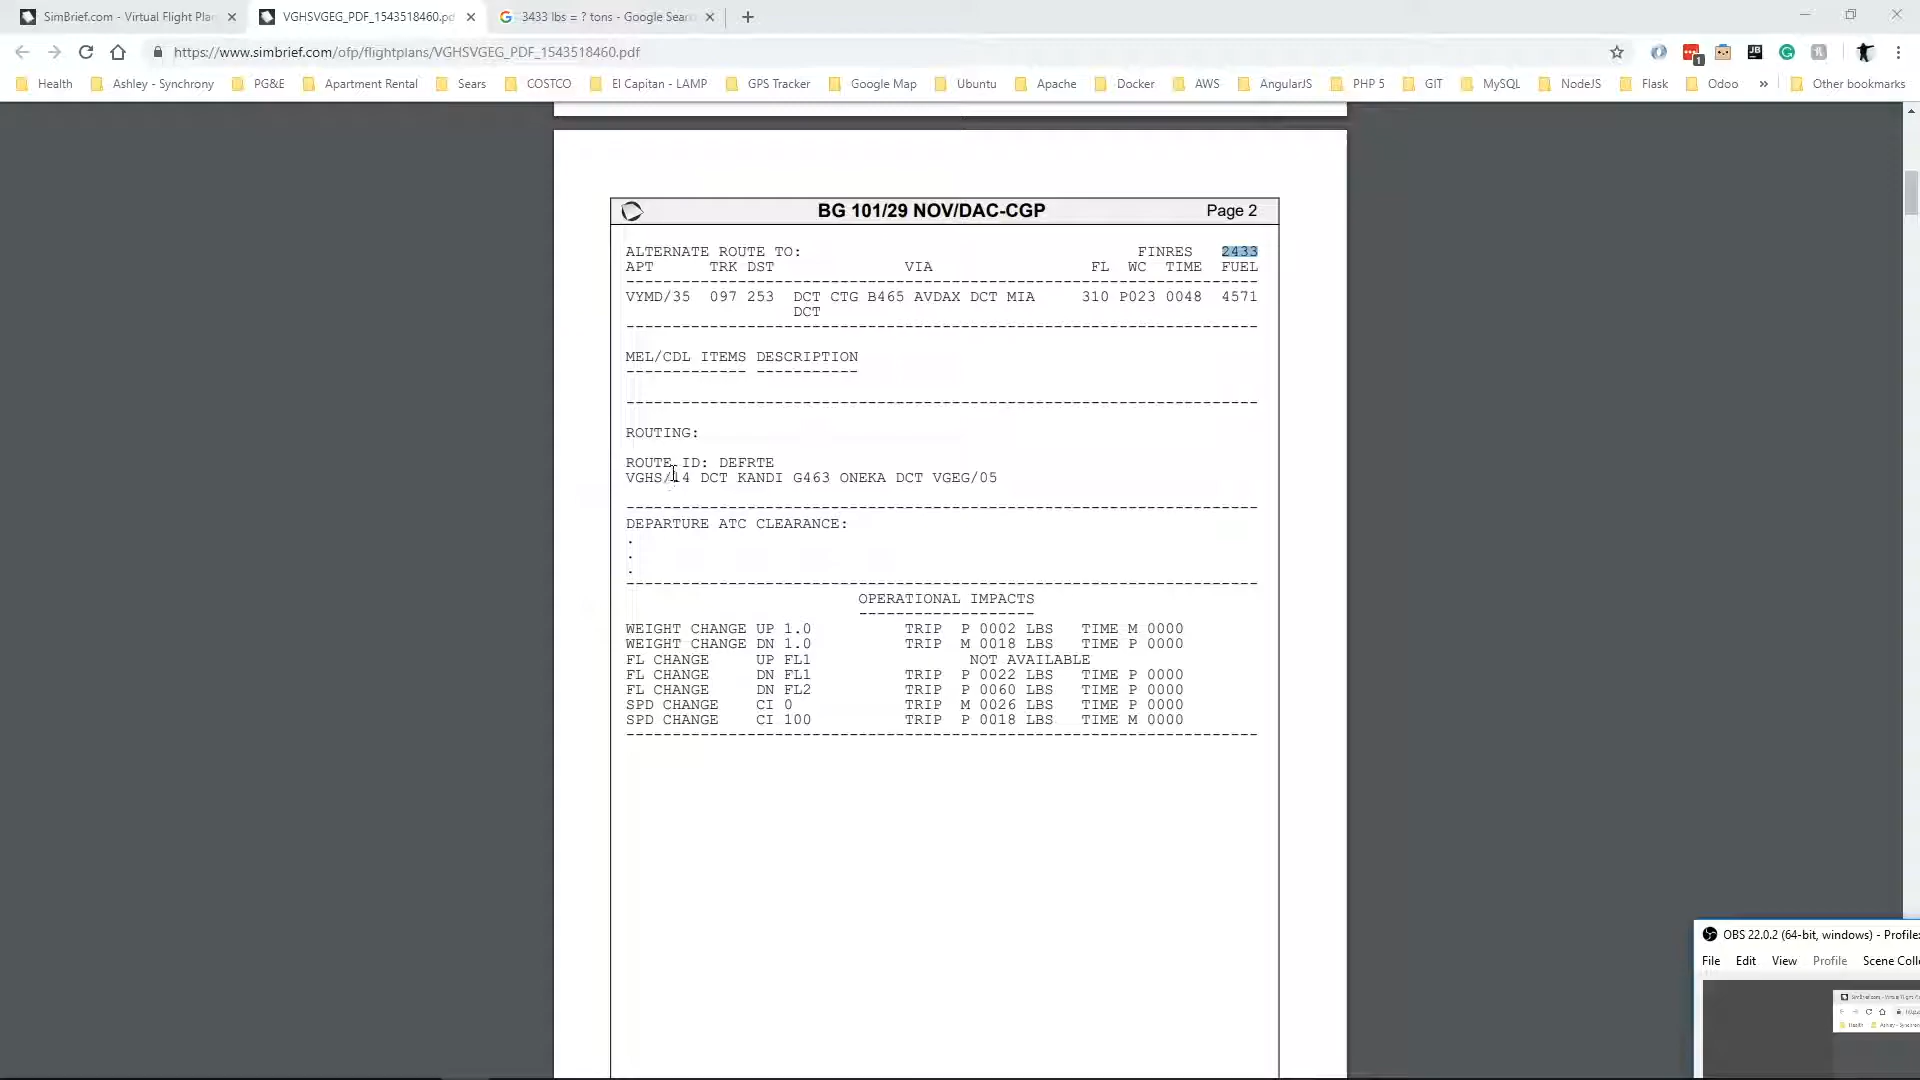 SimBrief.com - Virtual Flight Plan
VGHSVGEG_PDF_1543518460.pdf
3433 lbs = ? tons - Google Sear
https://www.simbrief.com/ofp/flightplans/VGHSVGEG_PDF_1543518460.pdf
1
Health Ashley - Synchrony PG&E Apartment Rental Sears COSTCO El Capitan - LAMP GPS Tracker Google Map Ubuntu Apache Docker AWS AngularJS PHP 5 GIT MySQL NodeJS Flask Odoo » Other bookmarks
BG 101/29 NOV/DAC-CGP Page 2
ALTERNATE ROUTE TO: FINRES 2433
APT TRK DST VIA FL WC TIME FUEL
--------------------------------------------------------------------
VYMD/35 097 253 DCT CTG B465 AVDAX DCT MIA 310 P023 0048 4571
DCT
--------------------------------------------------------------------
MEL/CDL ITEMS DESCRIPTION
------------- -----------
--------------------------------------------------------------------
ROUTING:
ROUTE ID: DEFRTE
VGHS/14 DCT KANDI G463 ONEKA DCT VGEG/05
--------------------------------------------------------------------
DEPARTURE ATC CLEARANCE:
.
.
.
--------------------------------------------------------------------
OPERATIONAL IMPACTS
-------------------
WEIGHT CHANGE UP 1.0 TRIP P 0002 LBS TIME M 0000
WEIGHT CHANGE DN 1.0 TRIP M 0018 LBS TIME P 0000
FL CHANGE UP FL1 NOT AVAILABLE
FL CHANGE DN FL1 TRIP P 0022 LBS TIME P 0000
FL CHANGE DN FL2 TRIP P 0060 LBS TIME P 0000
SPD CHANGE CI 0 TRIP M 0026 LBS TIME P 0000
SPD CHANGE CI 100 TRIP P 0018 LBS TIME M 0000
--------------------------------------------------------------------
OBS 22.0.2 (64-bit, windows) - Profile:
File Edit View Profile Scene Colle